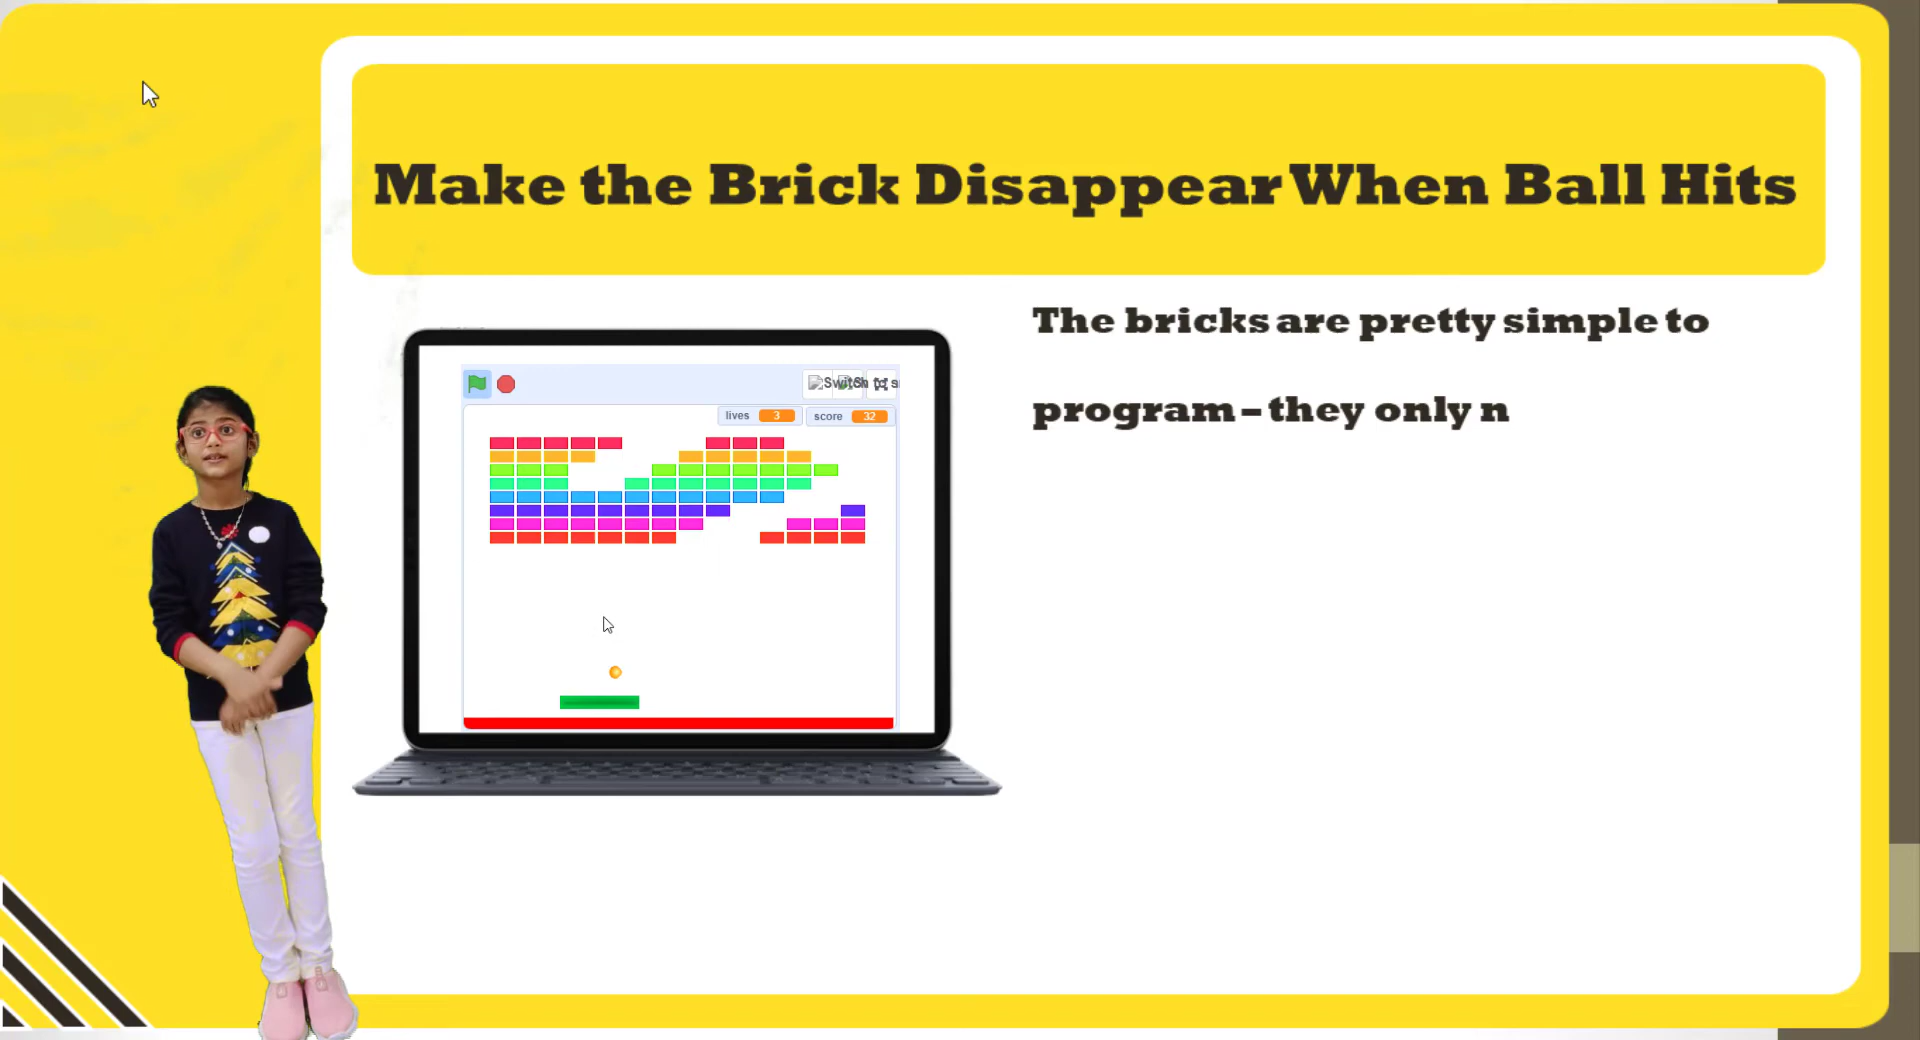 Make the Brick Disappear When Ball Hits
The bricks are pretty simple to
program – they only n
lives 3 score 32